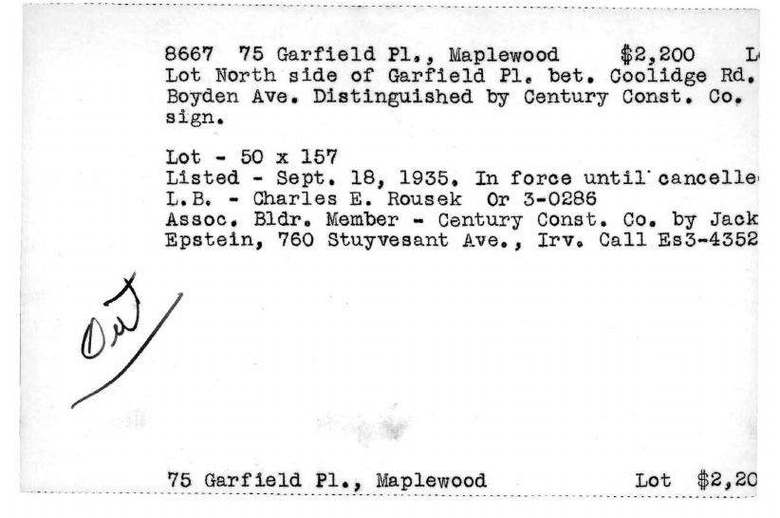 8667 75 Garfield Pl., Maplewood $2,200 L
Lot North side of Garfield Pl. bet. Coolidge Rd.
Boyden Ave. Distinguished by Century Const. Co.
sign.
Lot - 50 x 157
Listed - Sept. 18, 1935. In force until cancelle
L.B. - Charles E. Rousek Or 3-0286
Assoc. Bldr. Member - Century Const. Co. by Jack
Epstein, 760 Stuyvesant Ave., Irv. Call Es3-4352
Out
75 Garfield Pl., Maplewood Lot $2,20